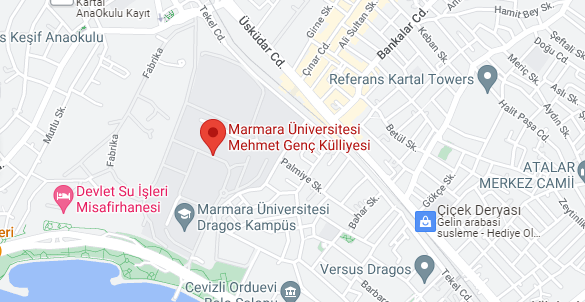 Kartal
AnaOkulu Kayıt
Keşif Anaokulu
Tekel Cd.
Üsküdar Cd.
Girne Sk.
Ali Sultan Sk.
Çınar Cd.
Bankalar Cd.
Keban Sk.
Hamit Bey Sk.
Doğu Cd.
Meriç Sk.
Şeftali Sk.
Aslı Sk.
Aydın Sk.
Halit Paşa Cd.
Referans Kartal Towers
Fabrika
Mutlu Sk.
Fabrika
Marmara Üniversitesi
Mehmet Genç Külliyesi
Betül Sk.
Palmiye Sk.
Gökçe Sk.
ATALAR
MERKEZ CAMİİ
Devlet Su İşleri
Misafirhanesi
Marmara Üniversitesi
Dragos Kampüs
Bahar Sk.
Çiçek Deryası
Gelin arabası
susleme - Hediye Ol...
Versus Dragos
Tekel Cd.
Cevizli Orduevi